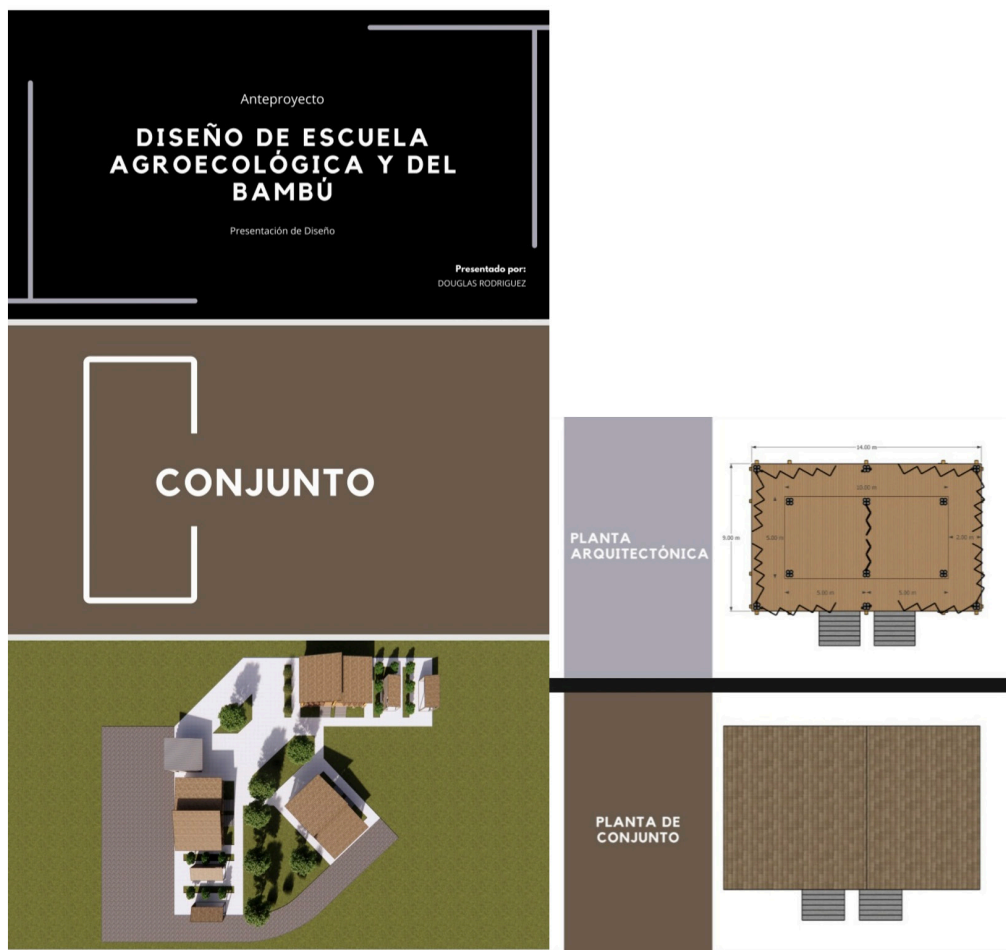 Anteproyecto
DISEÑO DE ESCUELA
AGROECOLÓGICA Y DEL
BAMBÚ
Presentación de Diseño
Presentado por:
DOUGLAS RODRIGUEZ
CONJUNTO
PLANTA
ARQUITECTÓNICA
14.00 m
10.00 m
9.00 m
5.00 m
2.00 m
5.00 m
5.00 m
PLANTA DE
CONJUNTO